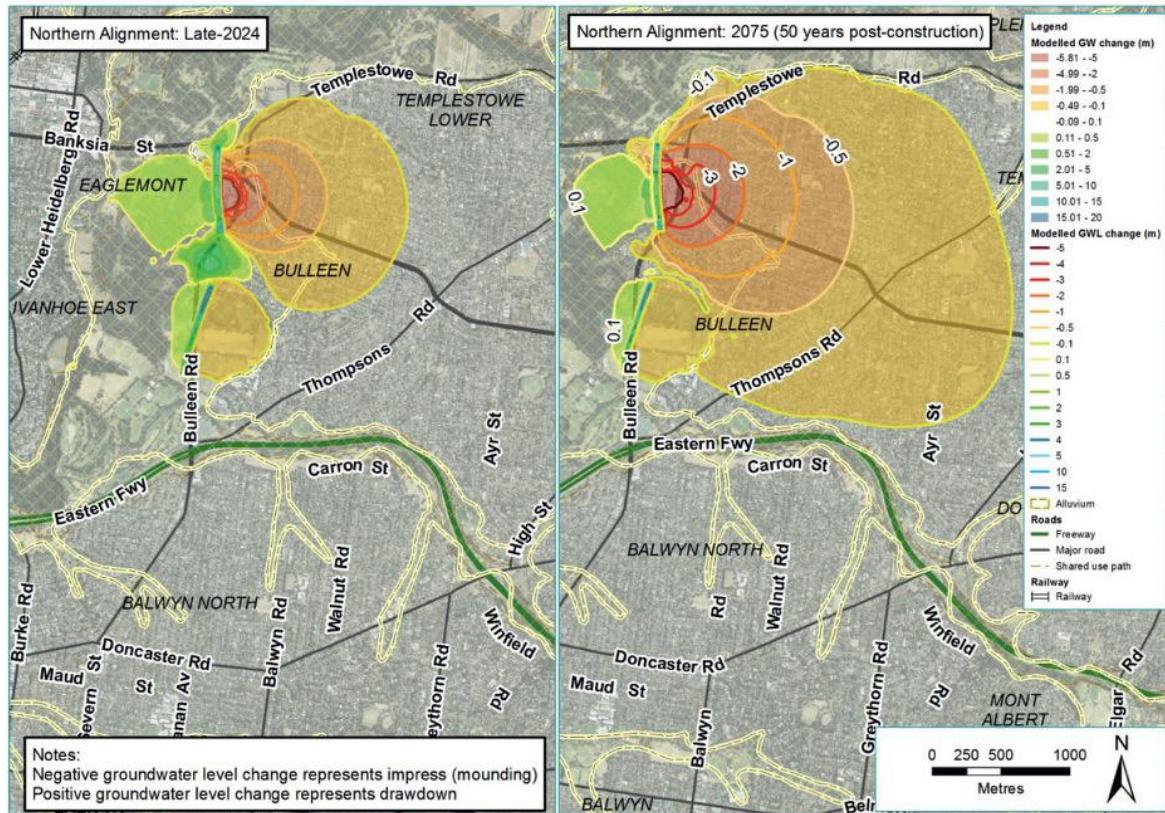 Northern Alignment: Late-2024
Templestowe Rd
TEMPLESTOWE
LOWER
Banksia St
Lower Heidelberg Rd
EAGLEMONT
BULLEEN
IVANHOE EAST
Thompsons Rd
Bulleen Rd
Ayr St
Eastern Fwy
Carron St
High St
BALWYN NORTH
Walnut Rd
Burke Rd
Balwyn Rd
Winfield
Rd
Doncaster Rd
Maud St
Severn St
anan Av
eythorn Rd
Notes:
Negative groundwater level change represents impress (mounding)
Positive groundwater level change represents drawdown
Northern Alignment: 2075 (50 years post-construction)
-0.1
Templestowe Rd
-0.5
-1
-2
-3
0.1
TEM
BULLEEN
0.1
Thompsons Rd
Bulleen Rd
Ayr St
Eastern Fwy
Carron St
DO
BALWYN NORTH
Rd
Walnut Rd
Winfield
Rd
Doncaster Rd
Maud St
Greythorn Rd
Balwyn
MONT
ALBERT
Elgar Rd
BALWYN
Legend
Modelled GW change (m)
-5.81 - -5
-4.99 - -2
-1.99 - -0.5
-0.49 - -0.1
-0.09 - 0.1
0.11 - 0.5
0.51 - 2
2.01 - 5
5.01 - 10
10.01 - 15
15.01 - 20
Modelled GWL change (m)
-5
-4
-3
-2
-1
-0.5
-0.1
0.1
0.5
1
2
3
4
5
10
15
Alluvium
Roads
Freeway
Major road
Shared use path
Railway
Railway
0 250 500 1000
Metres
N